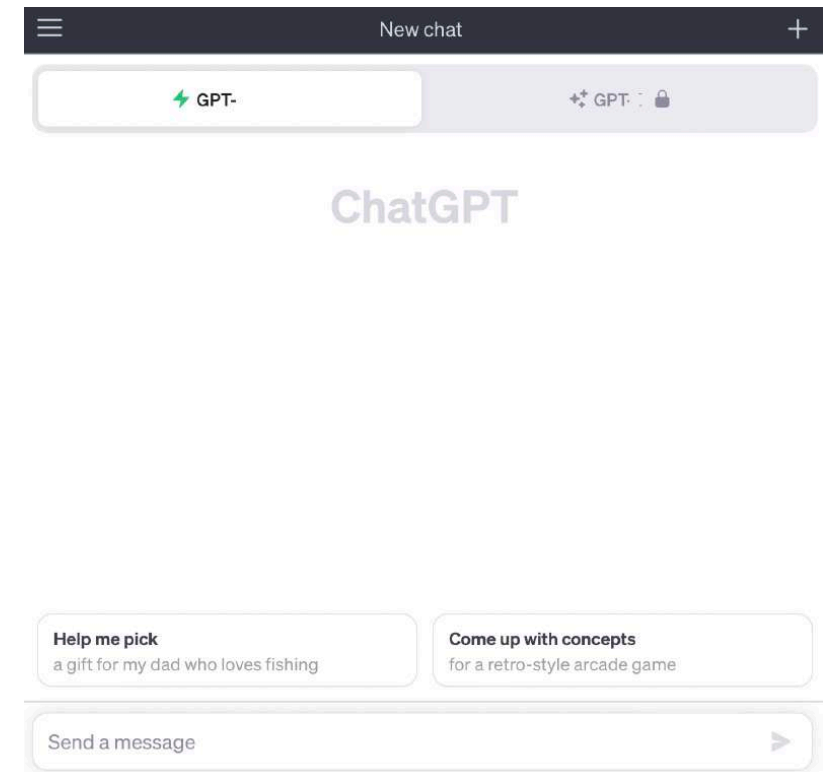 New chat
GPT-
GPT-
ChatGPT
Help me pick
a gift for my dad who loves fishing
Come up with concepts
for a retro-style arcade game
Send a message